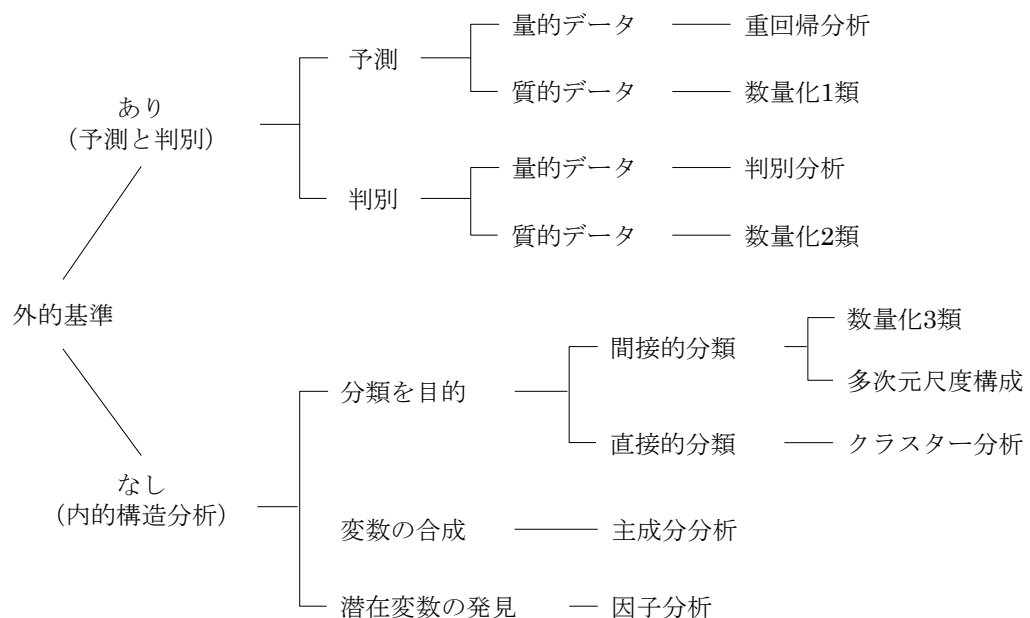 量的データ
重回帰分析
予測
質的データ
数量化1類
あり
（予測と判別）
量的データ
判別分析
判別
質的データ
数量化2類
外的基準
数量化3類
間接的分類
多次元尺度構成
分類を目的
直接的分類
クラスター分析
なし
（内的構造分析）
変数の合成
主成分分析
潜在変数の発見
因子分析